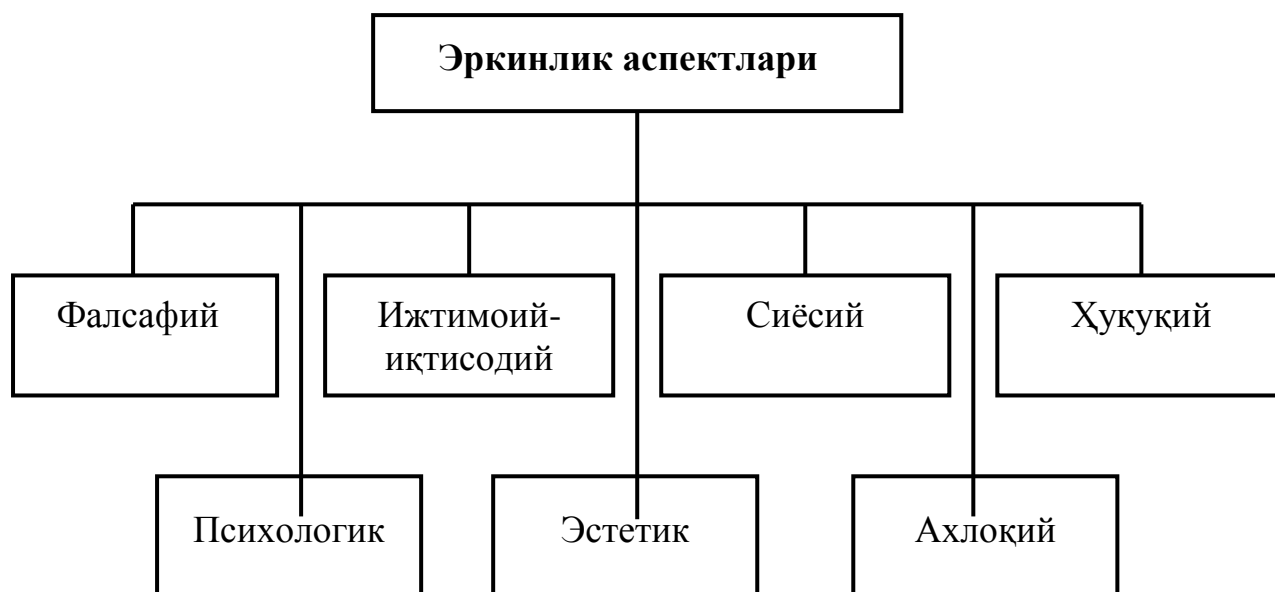 Эркинлик аспектлари
Фалсафий
Ижтимоий-
иқтисодий
Сиёсий
Ҳуқуқий
Психологик
Эстетик
Ахлоқий